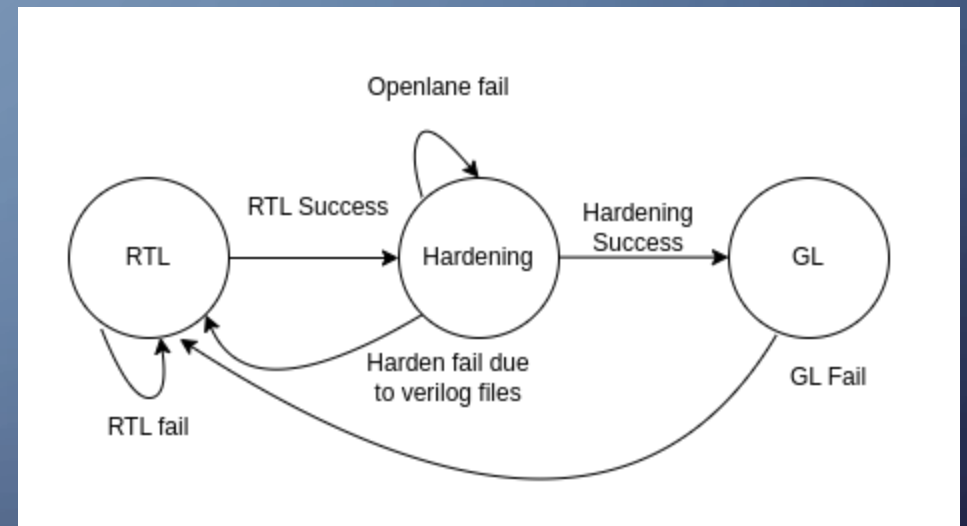 Openlane fail
RTL Success
Hardening
Success
RTL
Hardening
GL
Harden fail due
to verilog files
GL Fail
RTL fail